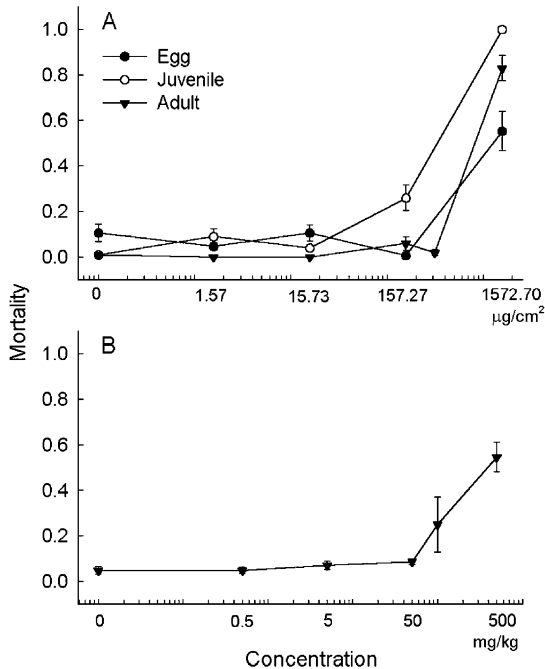 A
Egg
Juvenile
Adult
1.0
0.8
0.6
0.4
0.2
0.0
0 1.57 15.73 157.27 1572.70
μg/cm2
Mortality
B
1.0
0.8
0.6
0.4
0.2
0.0
0 0.5 5 50 500
mg/kg
Concentration